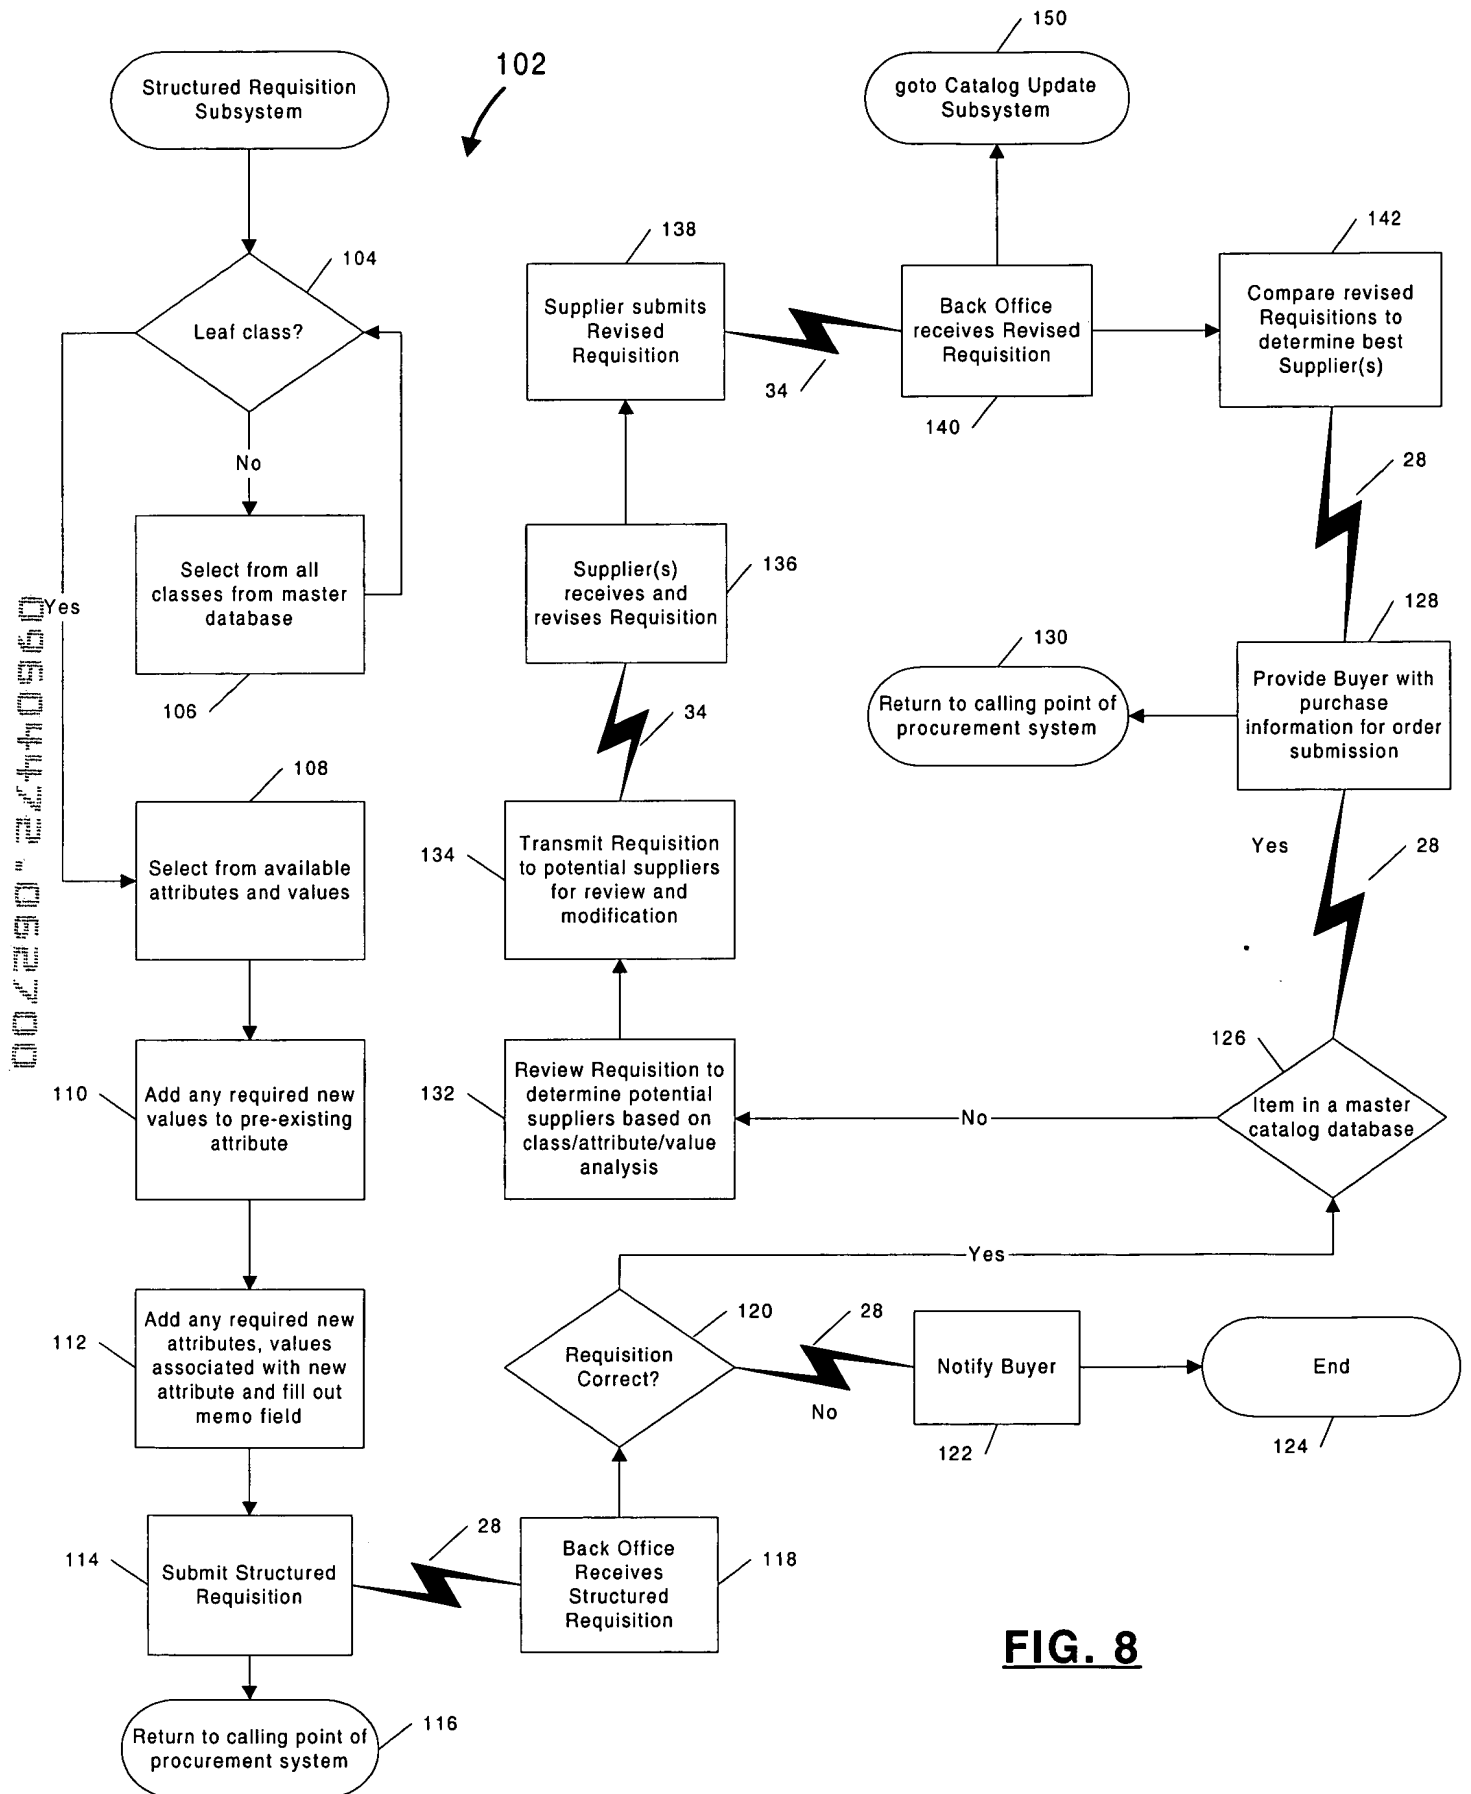 Structured Requisition
Subsystem
102
104
Leaf class?
No
Yes
Select from all
classes from master
database
106
108
Select from available
attributes and values
110
Add any required new
values to pre-existing
attribute
112
Add any required new
attributes, values
associated with new
attribute and fill out
memo field
114
Submit Structured
Requisition
28
116
Return to calling point of
procurement system
118
Back Office
Receives
Structured
Requisition
120
Requisition
Correct?
28
No
Notify Buyer
122
End
124
Yes
126
Item in a master
catalog database
No
132
Review Requisition to
determine potential
suppliers based on
class/attribute/value
analysis
134
Transmit Requisition
to potential suppliers
for review and
modification
34
136
Supplier(s)
receives and
revises Requisition
138
Supplier submits
Revised
Requisition
34
140
Back Office
receives Revised
Requisition
150
goto Catalog Update
Subsystem
142
Compare revised
Requisitions to
determine best
Supplier(s)
28
128
Provide Buyer with
purchase
information for order
submission
130
Return to calling point of
procurement system
Yes
28
FIG. 8
09604472.062700